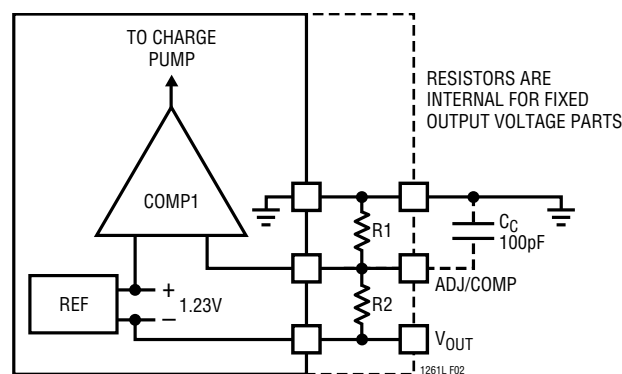 TO CHARGE
PUMP
RESISTORS ARE
INTERNAL FOR FIXED
OUTPUT VOLTAGE PARTS
COMP1
R1
CC
100pF
ADJ/COMP
REF
+
1.23V
–
R2
VOUT
1261L F02